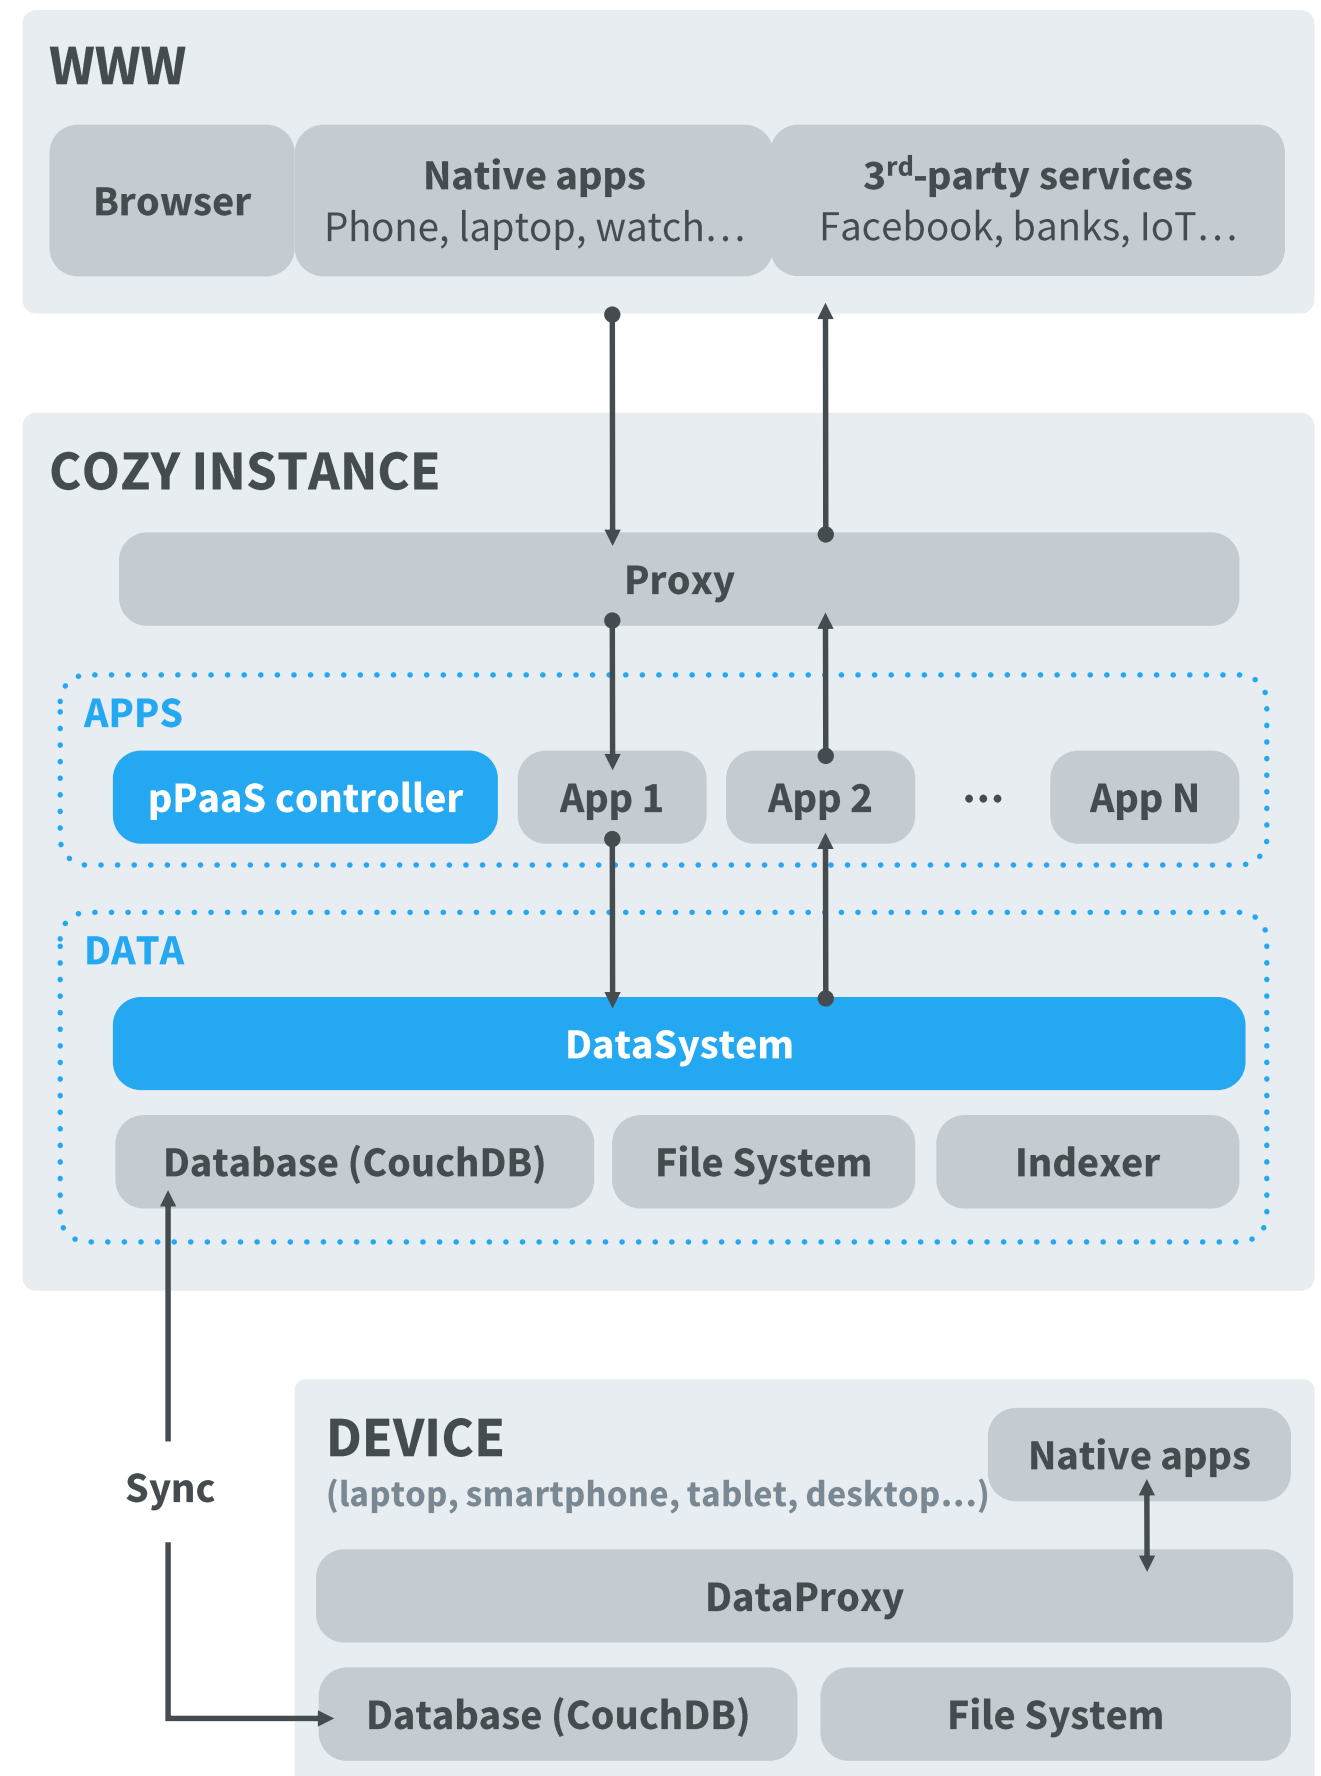 WWW
Browser
Native apps
Phone, laptop, watch…
3rd-party services
Facebook, banks, IoT…
COZY INSTANCE
Proxy
APPS
pPaaS controller
App 1
App 2
...
App N
DATA
DataSystem
Database (CouchDB)
File System
Indexer
Sync
DEVICE
(laptop, smartphone, tablet, desktop…)
Native apps
DataProxy
Database (CouchDB)
File System